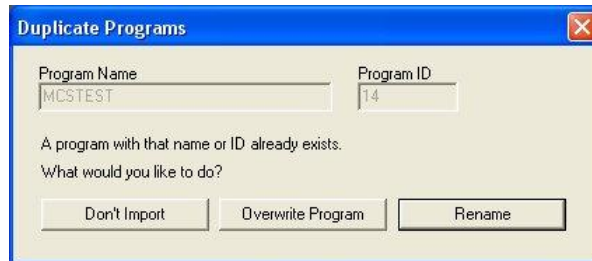 Duplicate Programs
Program Name Program ID
MCSTEST 14
A program with that name or ID already exists.
What would you like to do?
Don't Import Overwrite Program Rename